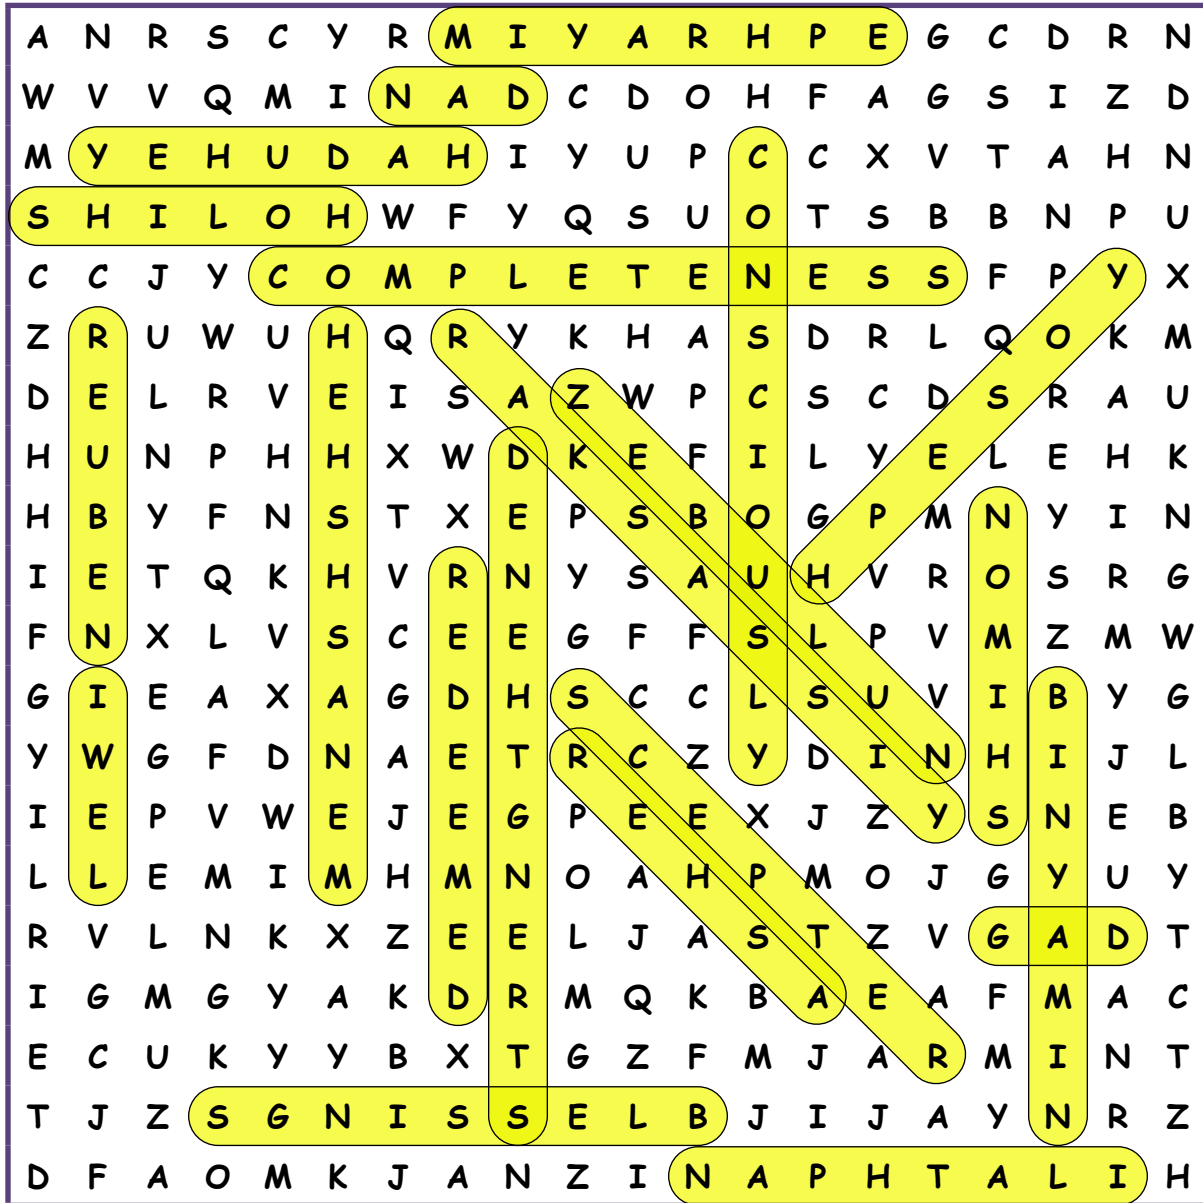 A N R S C Y R M I Y A R H P E G C D R N
W V V Q M I N A D C D O H F A G S I Z D
M Y E H U D A H I Y U P C C X V T A H N
S H I L O H W F Y Q S U O T S B B N P U
C C J Y C O M P L E T E N E S S F P Y X
Z R U W U H Q R Y K H A S D R L Q O K M
D E L R V E I S A Z W P C S C D S R A U
H U N P H H X W D K E F I L Y E L E H K
H B Y F N S T X E P S B O G P M N Y I N
I E T Q K H V R N Y S A U H V R O S R G
F N X L V S C E E G F F S L P V M Z M W
G I E A X A G D H S C C L S U V I B Y G
Y W G F D N A E T R C Z Y D I N H I J L
I E P V W E J E G P E E X J Z Y S N E B
L L E M I M H M N O A H P M O J G Y U Y
R V L N K X Z E E L J A S T Z V G A D T
I G M G Y A K D R M Q K B A E A F M A C
E C U K Y Y B X T G Z F M J A R M I N T
T J Z S G N I S S E L B J I J A Y N R Z
D F A O M K J A N Z I N A P H T A L I H